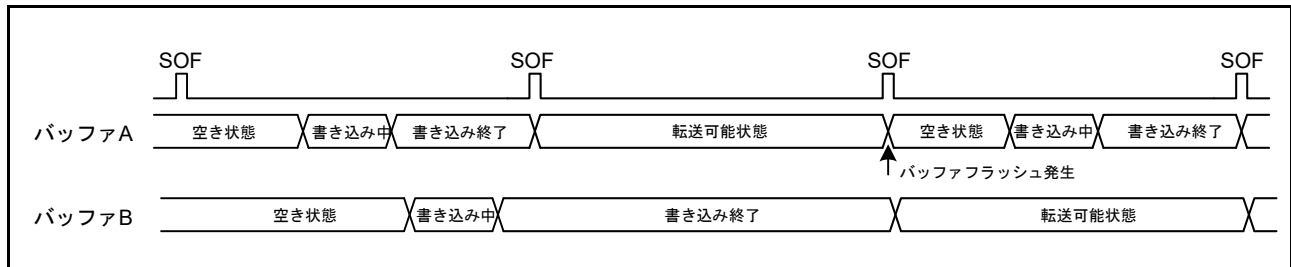 SOF SOF SOF SOF
バッファA 空き状態 書き込み中 書き込み終了 転送可能状態 空き状態 書き込み中 書き込み終了
バッファフラッシュ発生
バッファB 空き状態 書き込み中 書き込み終了 転送可能状態